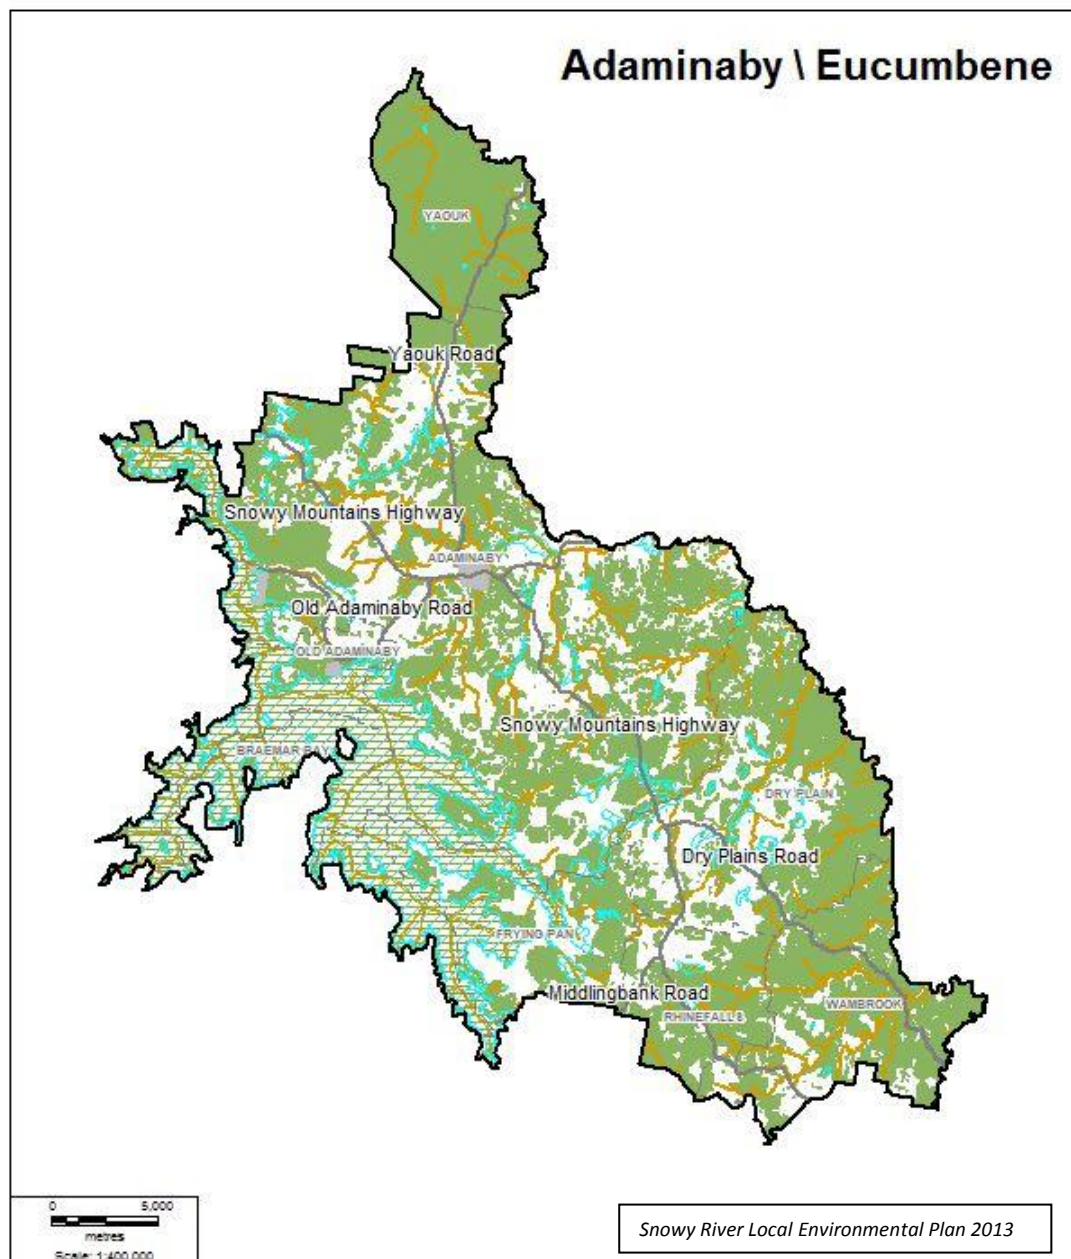 Adaminaby \ Eucumbene
YAOUK
Yaouk Road
Snowy Mountains Highway
ADAMINABY
Old Adaminaby Road
OLD ADAMINABY
Snowy Mountains Highway
BRAEMAR BAY
DRY PLAIN
Dry Plains Road
FRYING PAN
Middlingbank Road
WAMBROOK
RHINEFALLS
0 5,000
metres
Scale: 1:400,000
Snowy River Local Environmental Plan 2013